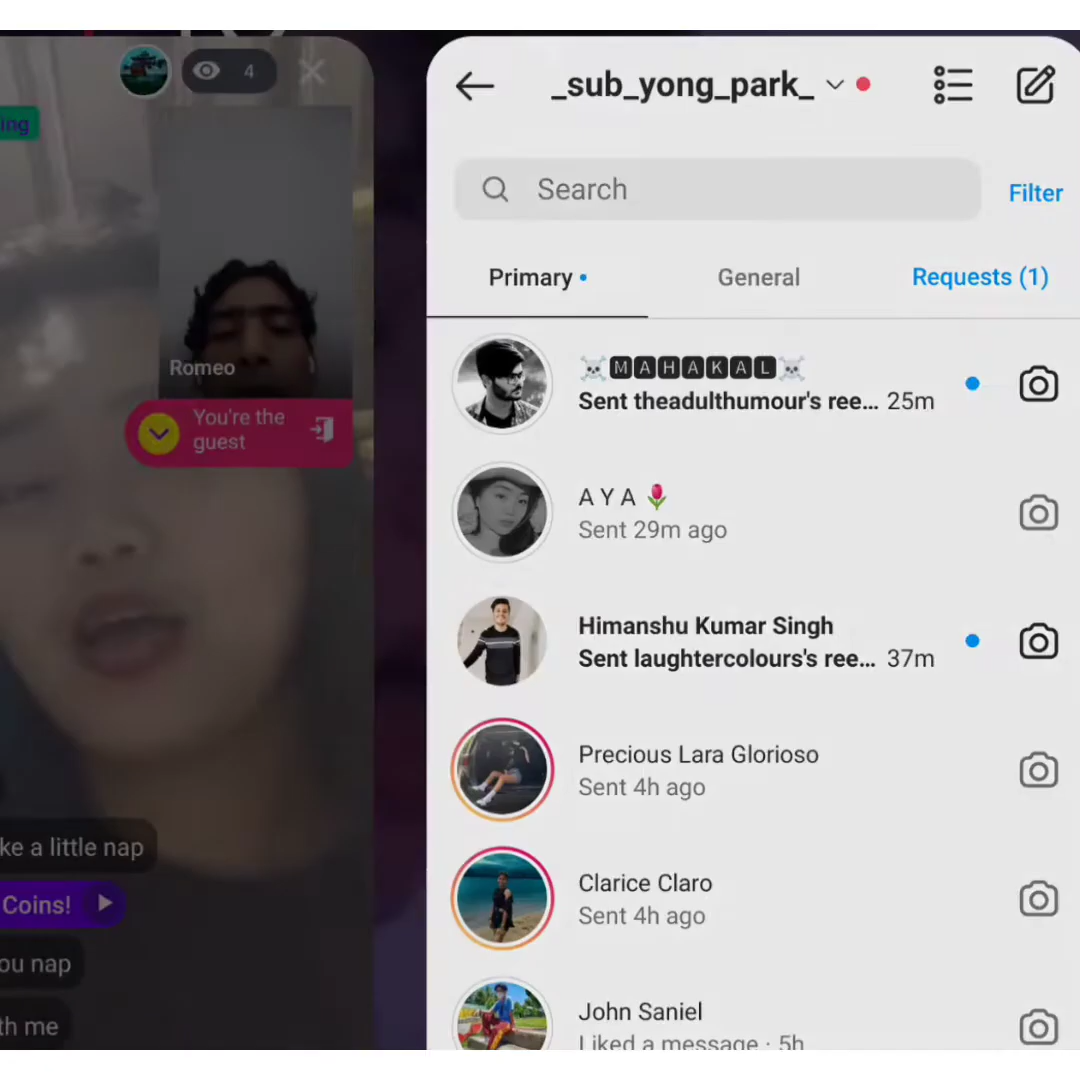 4
ing
Romeo
You're the
guest
ke a little nap
Coins!
ou nap
th me
_sub_yong_park_
Search
Filter
Primary
General
Requests (1)
☠️🅼🅰🅷🅰🅺🅰🅻☠️
Sent theadulthumour's ree... 25m
A Y A 🌷
Sent 29m ago
Himanshu Kumar Singh
Sent laughtercolours's ree... 37m
Precious Lara Glorioso
Sent 4h ago
Clarice Claro
Sent 4h ago
John Saniel
Liked a message · 5h